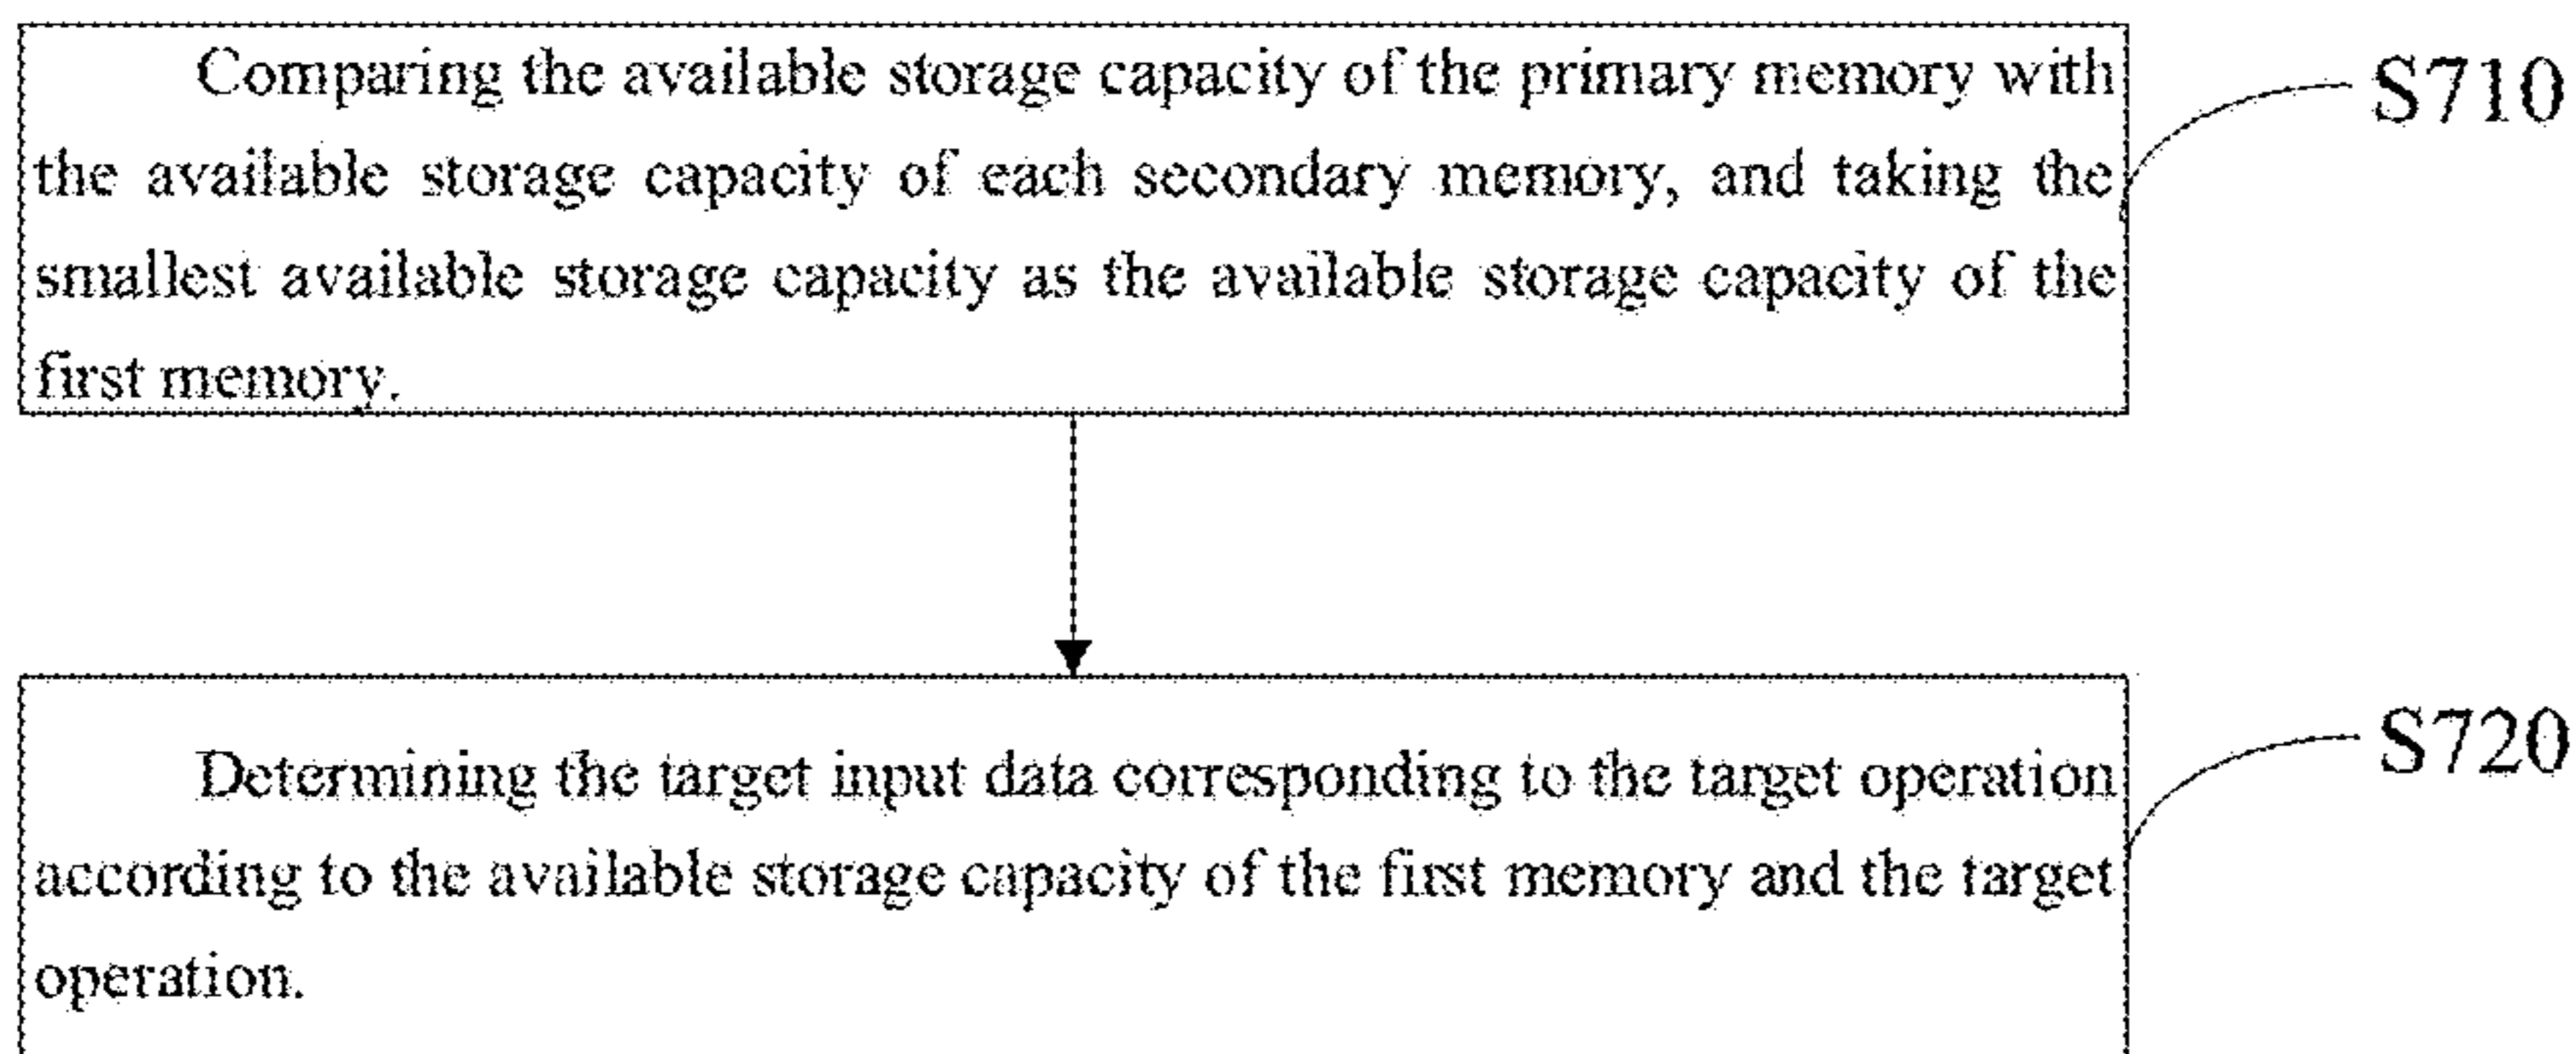 Comparing the available storage capacity of the primary memory with
the available storage capacity of each secondary memory, and taking the
smallest available storage capacity as the available storage capacity of the
first memory.
S710
Determining the target input data corresponding to the target operation
according to the available storage capacity of the first memory and the target
operation.
S720